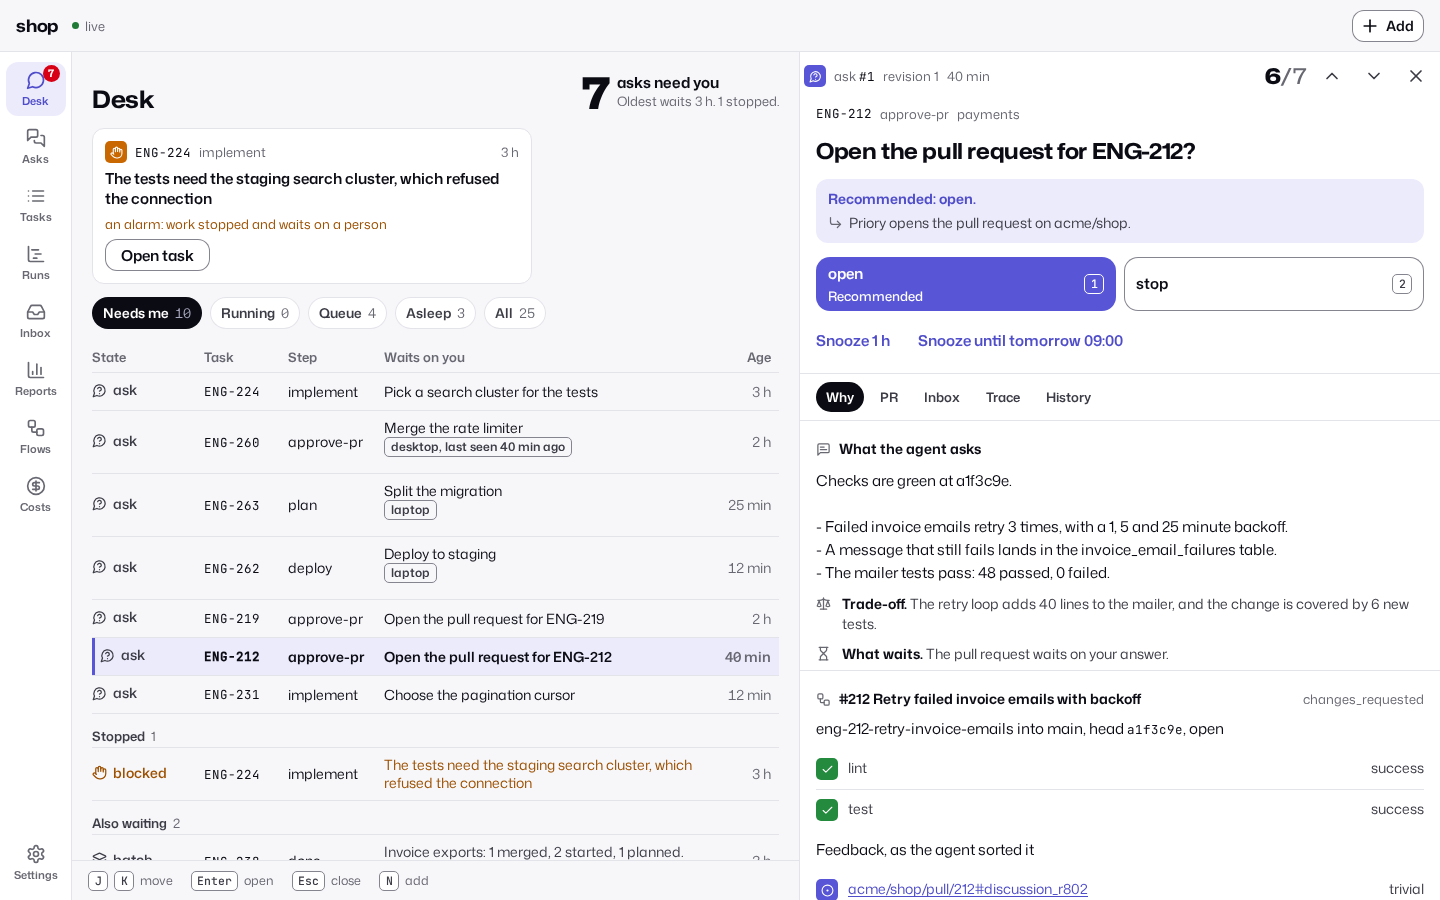 shop
live
Add
7
Desk
Asks
Tasks
Runs
Inbox
Reports
Flows
Costs
Settings
Desk
7
asks need you
Oldest waits 3 h. 1 stopped.
ENG-224 implement 3 h
The tests need the staging search cluster, which refused
the connection
an alarm: work stopped and waits on a person
Open task
Needs me 10
Running 0
Queue 4
Asleep 3
All 25
State Task Step Waits on you Age
ask ENG-224 implement Pick a search cluster for the tests 3 h
ask ENG-260 approve-pr Merge the rate limiter 2 h
desktop, last seen 40 min ago
ask ENG-263 plan Split the migration 25 min
laptop
ask ENG-262 deploy Deploy to staging 12 min
laptop
ask ENG-219 approve-pr Open the pull request for ENG-219 2 h
ask ENG-212 approve-pr Open the pull request for ENG-212 40 min
ask ENG-231 implement Choose the pagination cursor 12 min
Stopped 1
blocked ENG-224 implement The tests need the staging search cluster, which 3 h
refused the connection
Also waiting 2
Invoice exports: 1 merged, 2 started, 1 planned.
J K move Enter open Esc close N add
ask #1 revision 1 40 min
6/7
ENG-212 approve-pr payments
Open the pull request for ENG-212?
Recommended: open.
Priory opens the pull request on acme/shop.
open
Recommended
1
stop
2
Snooze 1 h
Snooze until tomorrow 09:00
Why
PR
Inbox
Trace
History
What the agent asks
Checks are green at a1f3c9e.
- Failed invoice emails retry 3 times, with a 1, 5 and 25 minute backoff.
- A message that still fails lands in the invoice_email_failures table.
- The mailer tests pass: 48 passed, 0 failed.
Trade-off. The retry loop adds 40 lines to the mailer, and the change is covered by 6 new
tests.
What waits. The pull request waits on your answer.
#212 Retry failed invoice emails with backoff changes_requested
eng-212-retry-invoice-emails into main, head a1f3c9e, open
lint success
test success
Feedback, as the agent sorted it
acme/shop/pull/212#discussion_r802 trivial